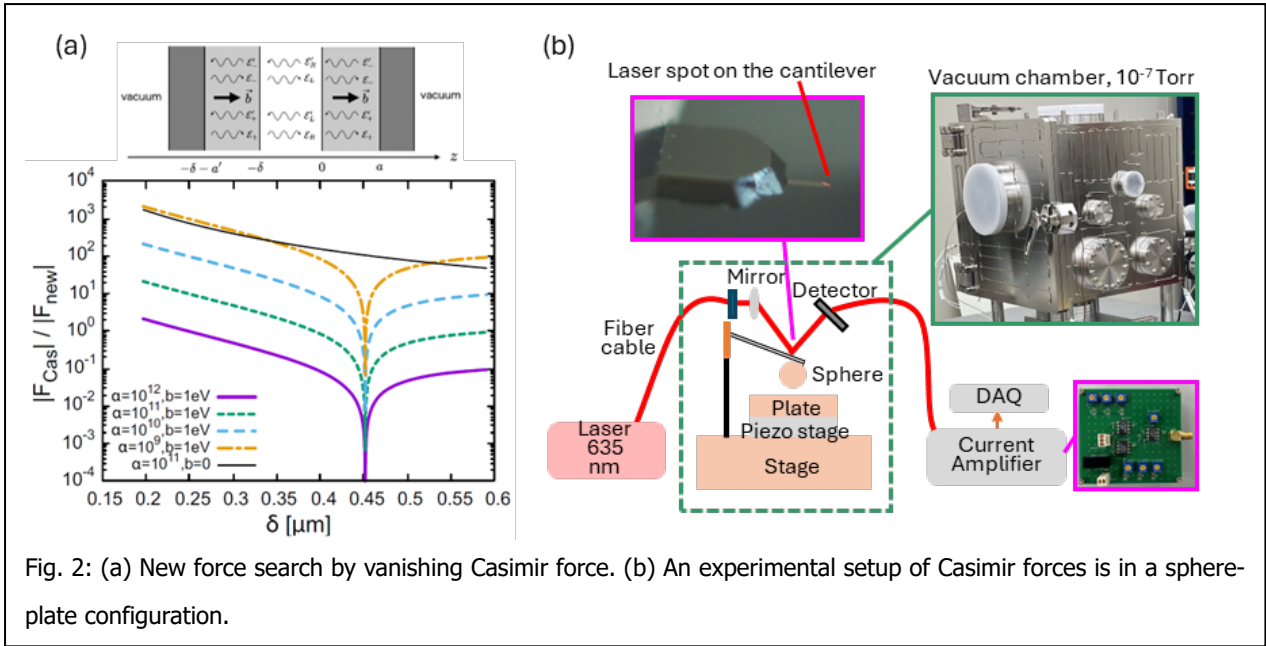 (a)
vacuum
vacuum
ℰ′₋
ℰ₋
b⃗
ℰ′₊
ℰ₊
ℰ′R
ℰL
ℰ′L
ℰR
ℰ′₋
ℰ₋
b⃗
ℰ′₊
ℰ₊
−δ − a′
−δ
0
a
z
|F_Cas| / |F_new|
10⁴
10³
10²
10¹
10⁰
10⁻¹
10⁻²
10⁻³
10⁻⁴
α=10¹²,b=1eV
α=10¹¹,b=1eV
α=10¹⁰,b=1eV
α=10⁹,b=1eV
α=10¹¹,b=0
0.15 0.2 0.25 0.3 0.35 0.4 0.45 0.5 0.55 0.6
δ [μm]
(b)
Laser spot on the cantilever
Vacuum chamber, 10⁻⁷ Torr
Mirror
Detector
Fiber
cable
Sphere
Plate
Piezo stage
Stage
Laser
635
nm
DAQ
Current
Amplifier
Fig. 2: (a) New force search by vanishing Casimir force. (b) An experimental setup of Casimir forces is in a sphere-
plate configuration.